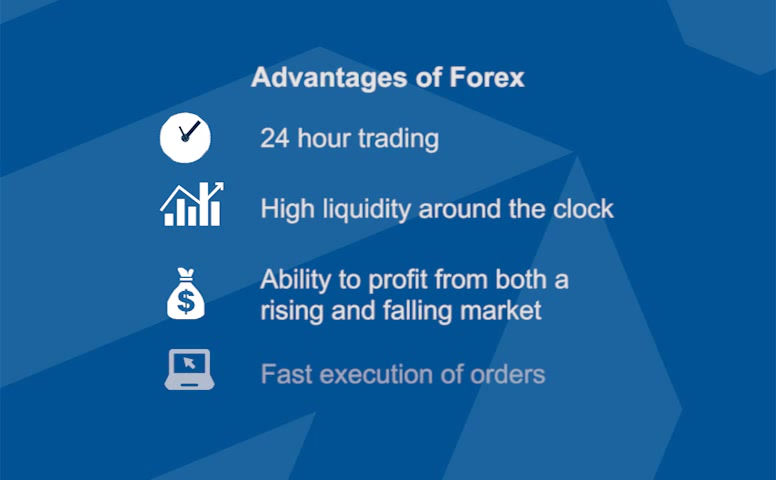 Advantages of Forex
24 hour trading
High liquidity around the clock
Ability to profit from both a
rising and falling market
$
Fast execution of orders